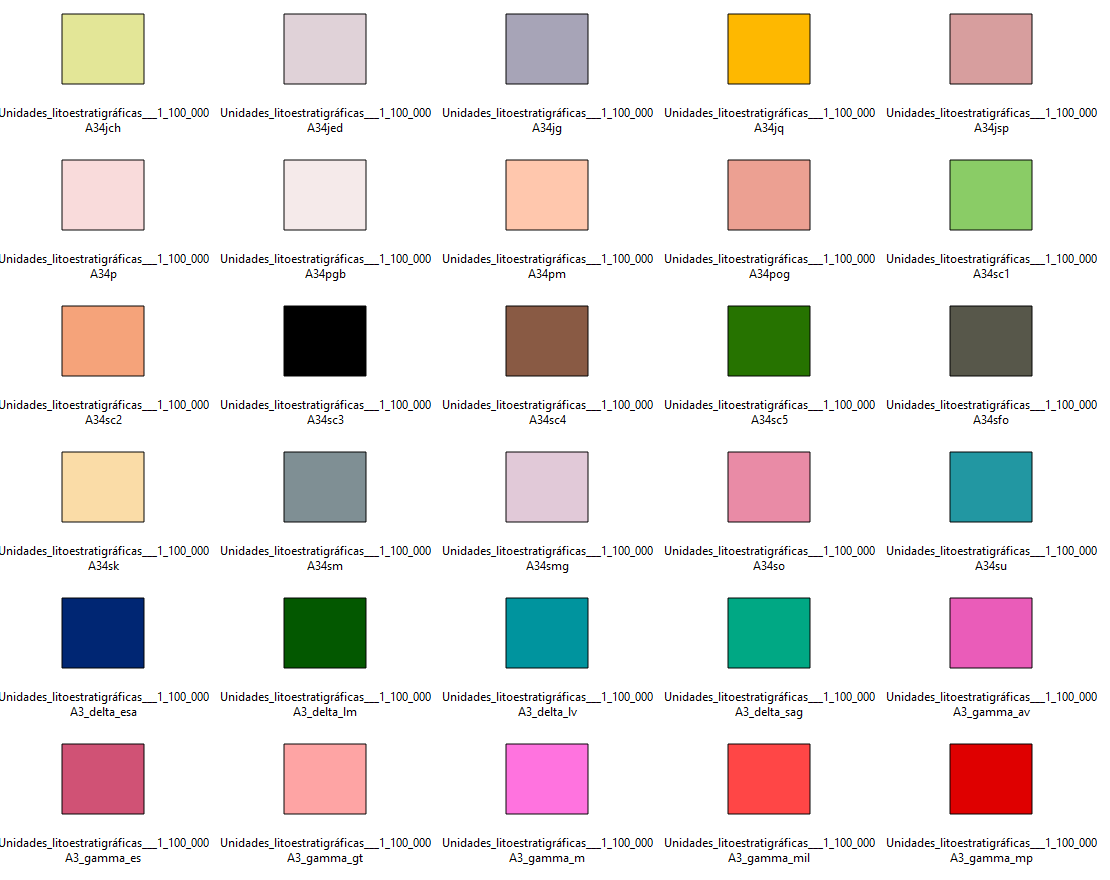 Unidades_litoestratigráficas___1_100_000 Unidades_litoestratigráficas___1_100_000 Unidades_litoestratigráficas___1_100_000 Unidades_litoestratigráficas___1_100_000 Unidades_litoestratigráficas___1_100_000
A34jch A34jed A34jg A34jq A34jsp
Unidades_litoestratigráficas___1_100_000 Unidades_litoestratigráficas___1_100_000 Unidades_litoestratigráficas___1_100_000 Unidades_litoestratigráficas___1_100_000 Unidades_litoestratigráficas___1_100_000
A34p A34pgb A34pm A34pog A34sc1
Unidades_litoestratigráficas___1_100_000 Unidades_litoestratigráficas___1_100_000 Unidades_litoestratigráficas___1_100_000 Unidades_litoestratigráficas___1_100_000 Unidades_litoestratigráficas___1_100_000
A34sc2 A34sc3 A34sc4 A34sc5 A34sfo
Unidades_litoestratigráficas___1_100_000 Unidades_litoestratigráficas___1_100_000 Unidades_litoestratigráficas___1_100_000 Unidades_litoestratigráficas___1_100_000 Unidades_litoestratigráficas___1_100_000
A34sk A34sm A34smg A34so A34su
Unidades_litoestratigráficas___1_100_000 Unidades_litoestratigráficas___1_100_000 Unidades_litoestratigráficas___1_100_000 Unidades_litoestratigráficas___1_100_000 Unidades_litoestratigráficas___1_100_000
A3_delta_esa A3_delta_lm A3_delta_lv A3_delta_sag A3_gamma_av
Unidades_litoestratigráficas___1_100_000 Unidades_litoestratigráficas___1_100_000 Unidades_litoestratigráficas___1_100_000 Unidades_litoestratigráficas___1_100_000 Unidades_litoestratigráficas___1_100_000
A3_gamma_es A3_gamma_gt A3_gamma_m A3_gamma_mil A3_gamma_mp